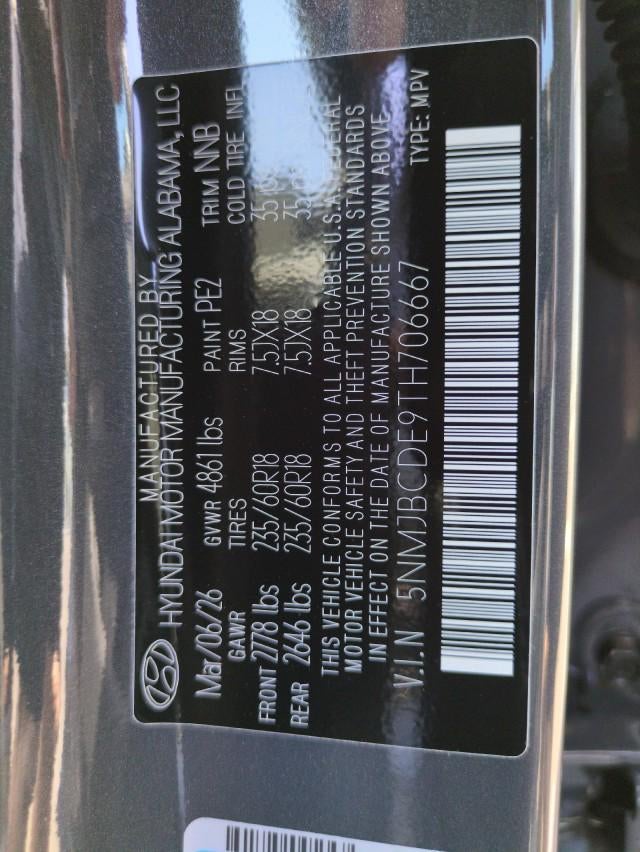 MANUFACTURED BY
HYUNDAI MOTOR MANUFACTURING ALABAMA, LLC
Mar/06/26 GVWR 4861 lbs PAINT PE2 TRIM NNB
GAWR TIRES RIMS COLD TIRE INFL
FRONT 2778 lbs 235/60R18 7.5JX18
REAR 2646 lbs 235/60R18 7.5JX18
THIS VEHICLE CONFORMS TO ALL APPLICABLE U.S.A. FEDERAL
MOTOR VEHICLE SAFETY AND THEFT PREVENTION STANDARDS
IN EFFECT ON THE DATE OF MANUFACTURE SHOWN ABOVE
V.I.N 5NMJBCDE9TH706667 TYPE: MPV